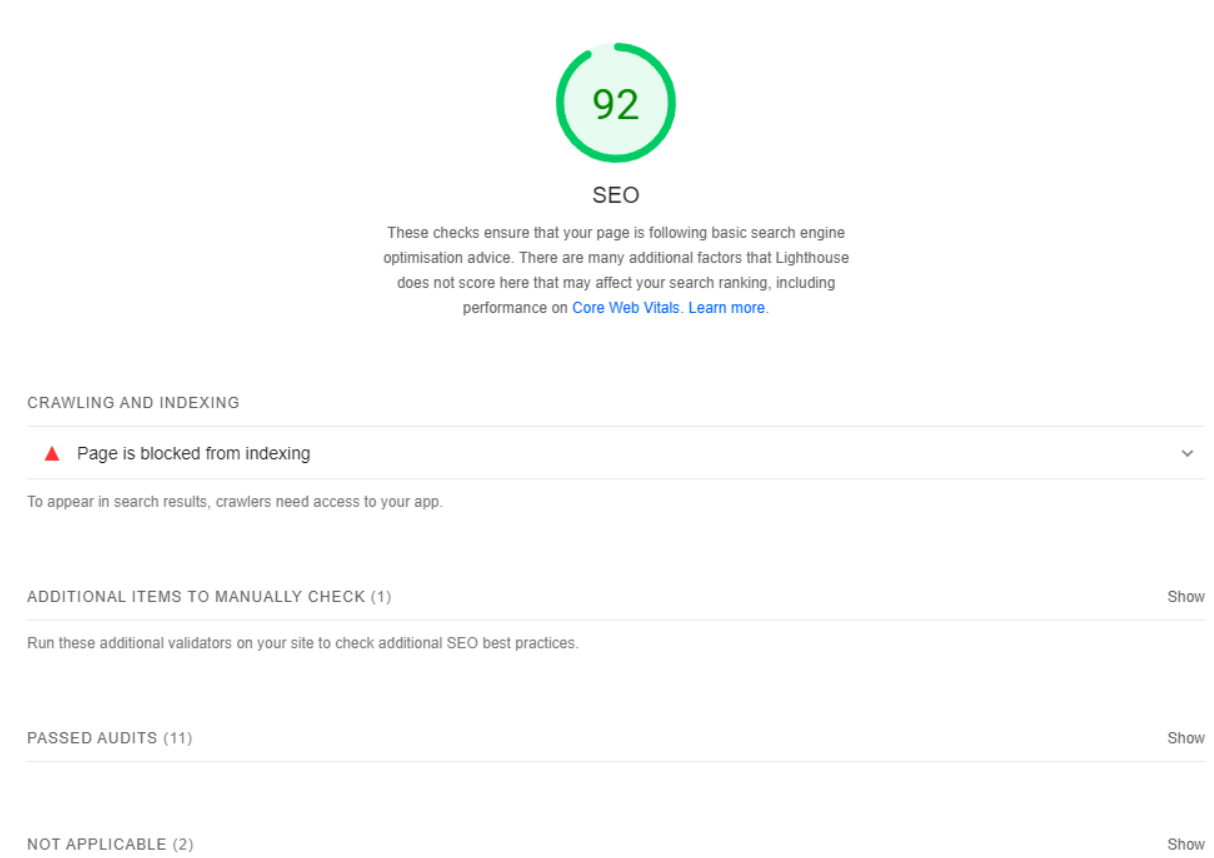 92
SEO
These checks ensure that your page is following basic search engine
optimisation advice. There are many additional factors that Lighthouse
does not score here that may affect your search ranking, including
performance on Core Web Vitals. Learn more.
CRAWLING AND INDEXING
Page is blocked from indexing
To appear in search results, crawlers need access to your app.
ADDITIONAL ITEMS TO MANUALLY CHECK (1) Show
Run these additional validators on your site to check additional SEO best practices.
PASSED AUDITS (11) Show
NOT APPLICABLE (2) Show